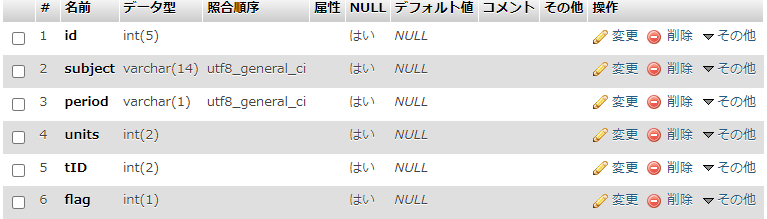 # 名前 データ型 照合順序 属性 NULL デフォルト値 コメント その他 操作
1 id int(5) はい NULL 変更 削除 その他
2 subject varchar(14) utf8_general_ci はい NULL 変更 削除 その他
3 period varchar(1) utf8_general_ci はい NULL 変更 削除 その他
4 units int(2) はい NULL 変更 削除 その他
5 tID int(2) はい NULL 変更 削除 その他
6 flag int(1) はい NULL 変更 削除 その他